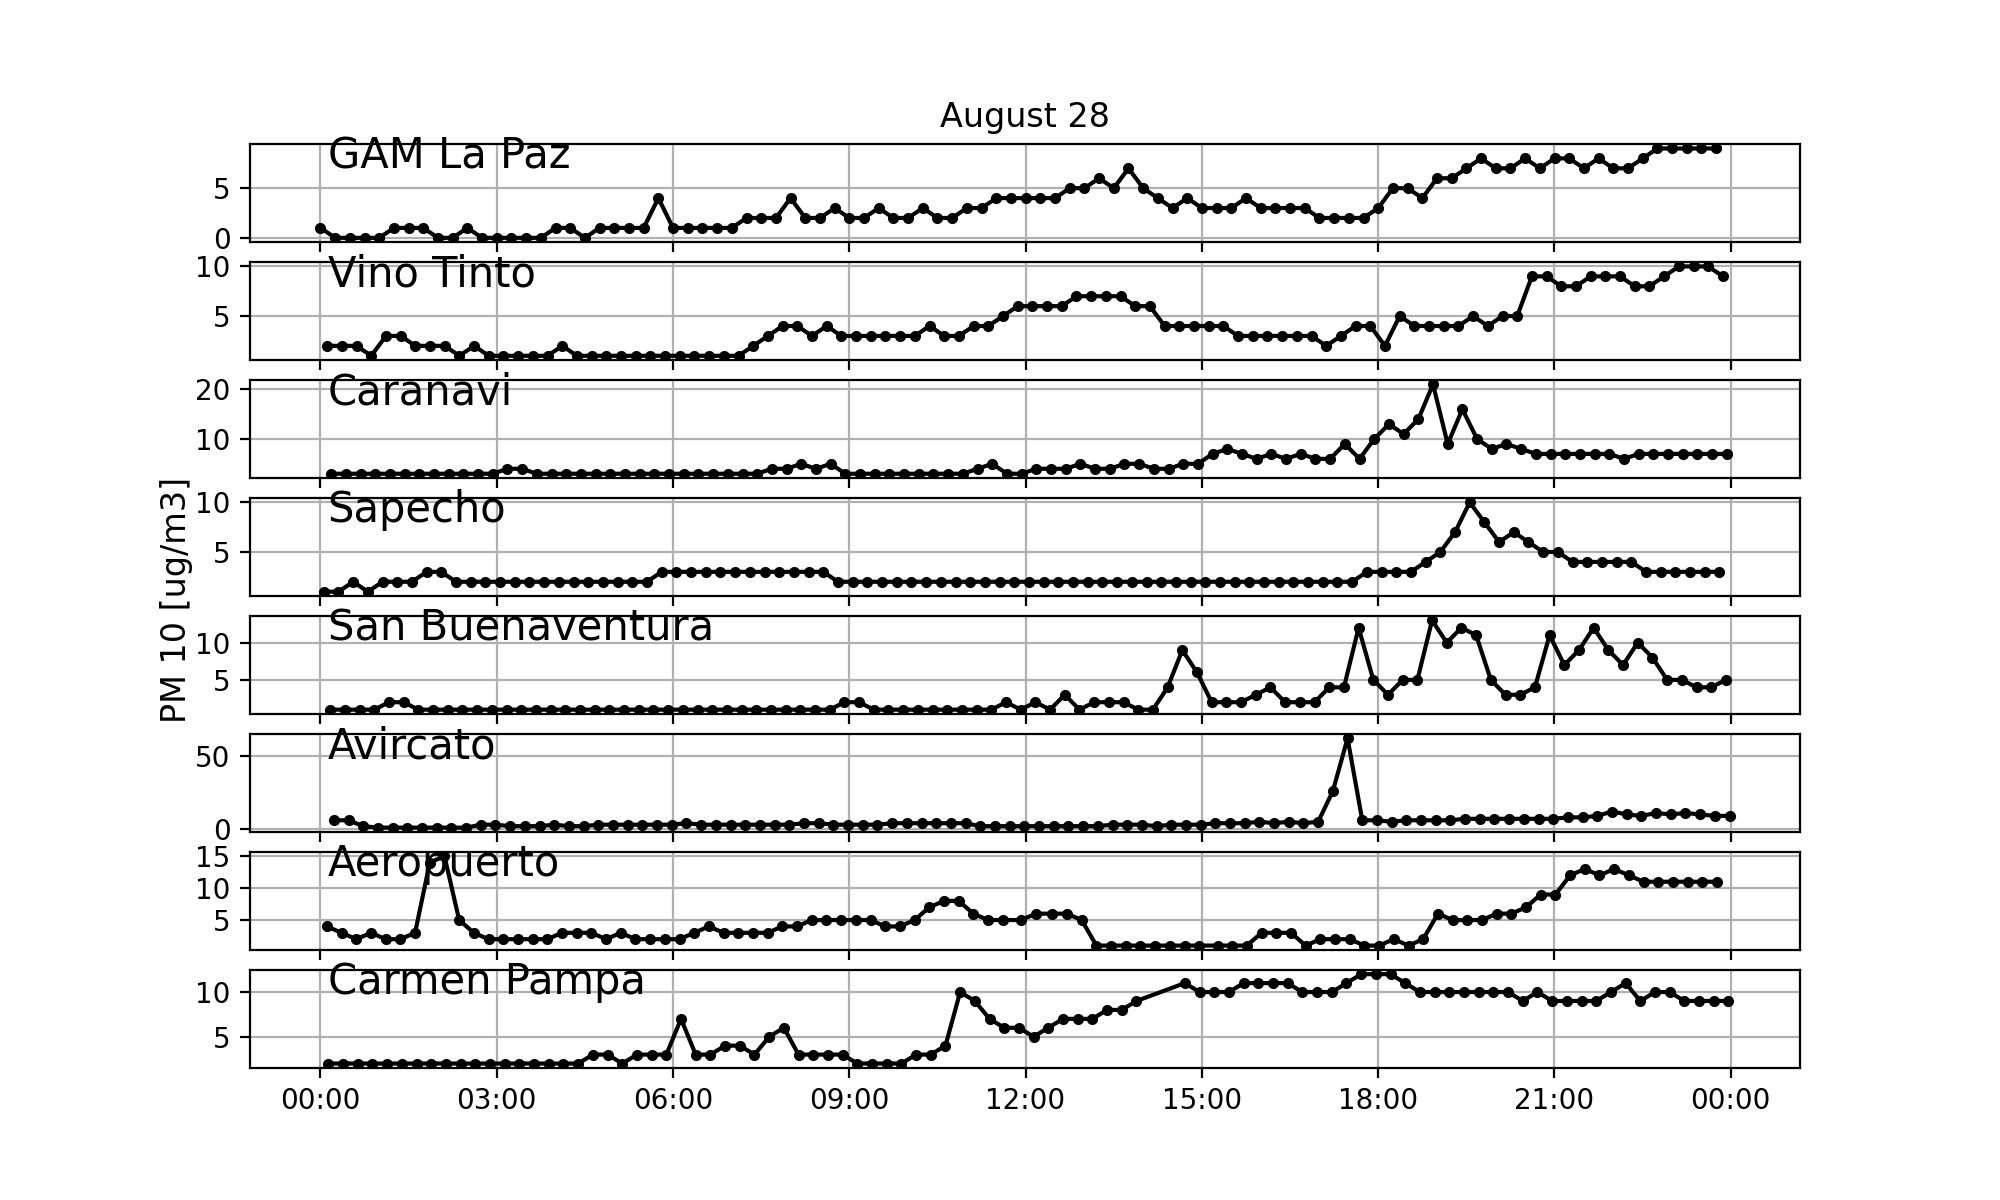 August 28
GAM La Paz
5
0
Vino Tinto
10
5
Caranavi
20
10
PM 10 [ug/m3]
Sapecho
10
5
San Buenaventura
10
5
Avircato
50
0
Aeropuerto
15
10
5
Carmen Pampa
10
5
00:00 03:00 06:00 09:00 12:00 15:00 18:00 21:00 00:00